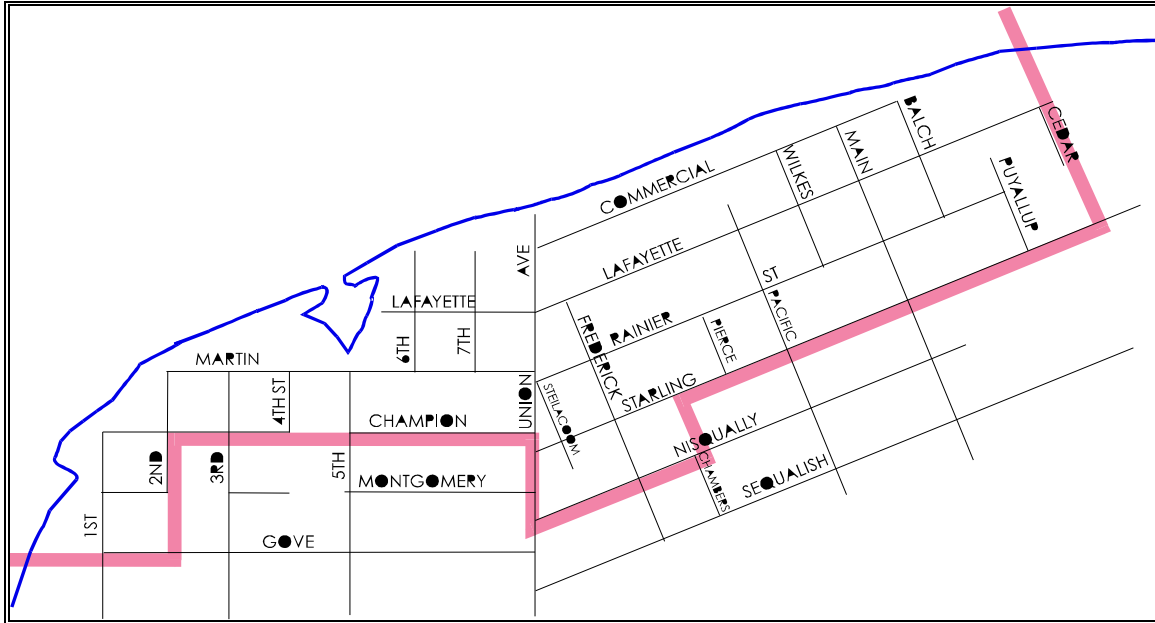 BALCH
CEDAR
MAIN
WILKES
COMMERCIAL
PUYALLUP
AVE
LAFAYETTE
ST
LAFAYETTE
PACIFIC
RAINIER
PIERCE
FREDERICK
6TH
7TH
MARTIN
4TH ST
UNION
STEILACOOM
STARLING
CHAMPION
NISQUALLY
2ND
3RD
5TH
MONTGOMERY
CHAMBERS
SEQUALISH
1ST
GOVE